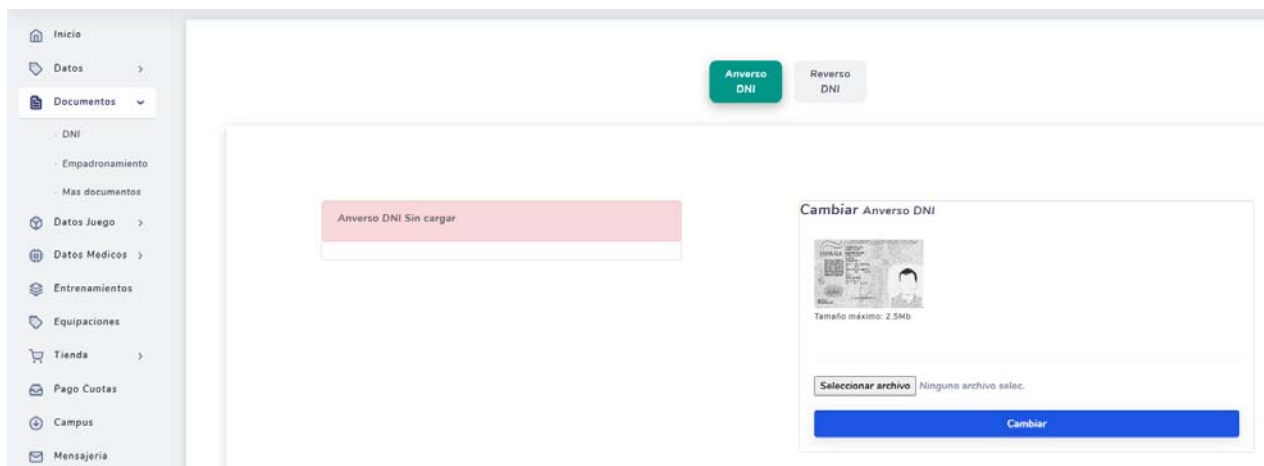 Inicio
Datos
Documentos
DNI
Empadronamiento
Mas documentos
Datos Juego
Datos Medicos
Entrenamientos
Equipaciones
Tienda
Pago Cuotas
Campus
Mensajeria
Anverso
DNI
Reverso
DNI
Anverso DNI Sin cargar
Cambiar Anverso DNI
ESPAÑA
Tamaño máximo: 2.5Mb
Seleccionar archivo Ninguno archivo selec.
Cambiar